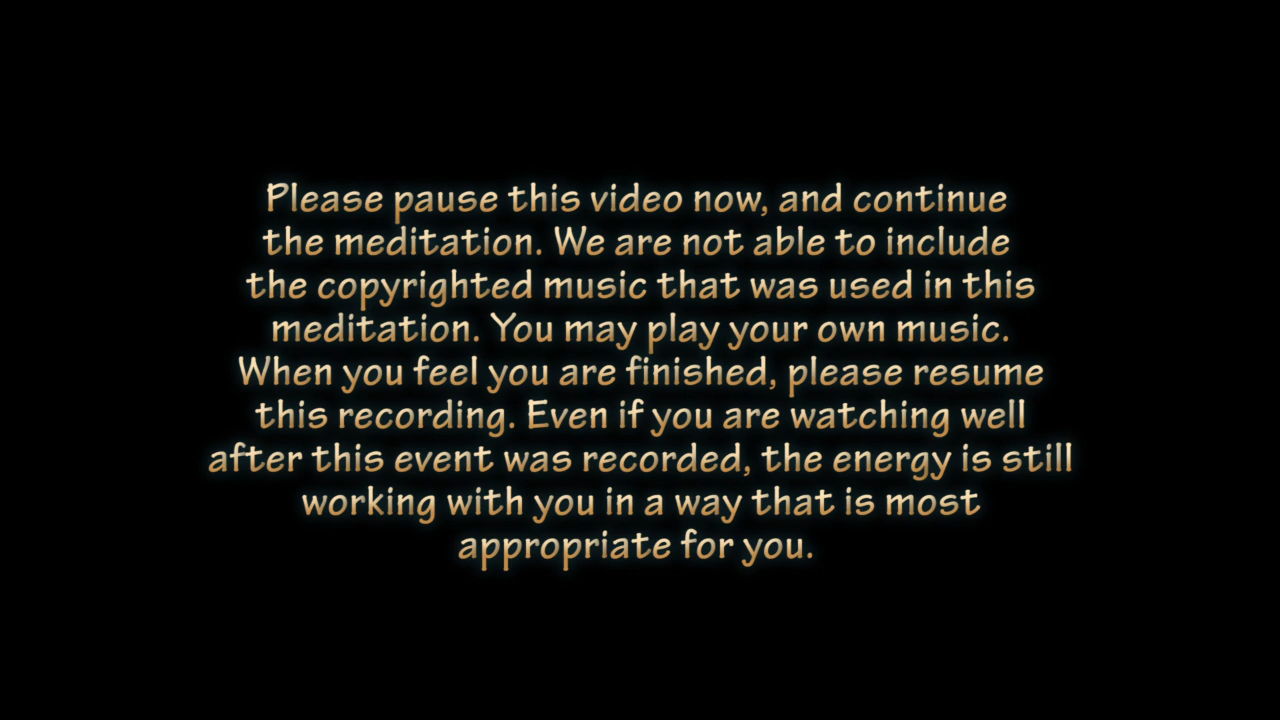 Please pause this video now, and continue
the meditation. We are not able to include
the copyrighted music that was used in this
meditation. You may play your own music.
When you feel you are finished, please resume
this recording. Even if you are watching well
after this event was recorded, the energy is still
working with you in a way that is most
appropriate for you.